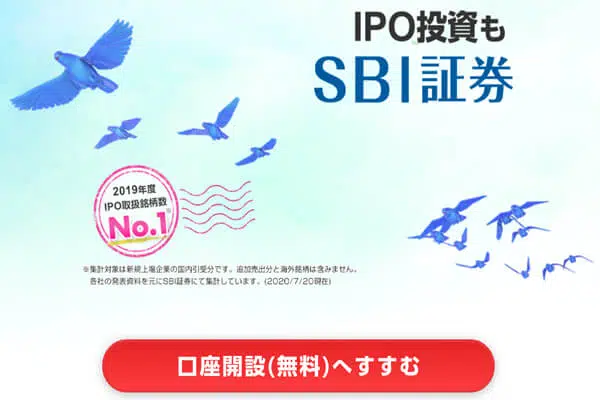 IPO投資も
SBI証券
2019年度
IPO取扱銘柄数
No.1※
※集計対象は新規上場企業の国内引受分です。追加売出分と海外銘柄は含みません。
各社の発表資料を元にSBI証券にて集計しています。(2020/7/20現在)
口座開設(無料)へすすむ